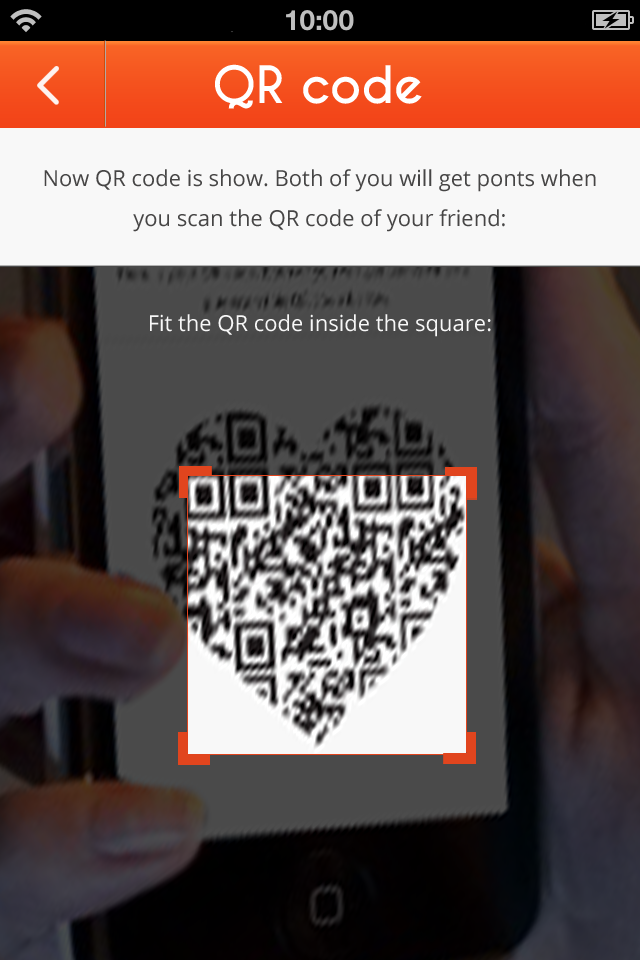 10:00
QR code
Now QR code is show. Both of you will get ponts when
you scan the QR code of your friend:
Fit the QR code inside the square: